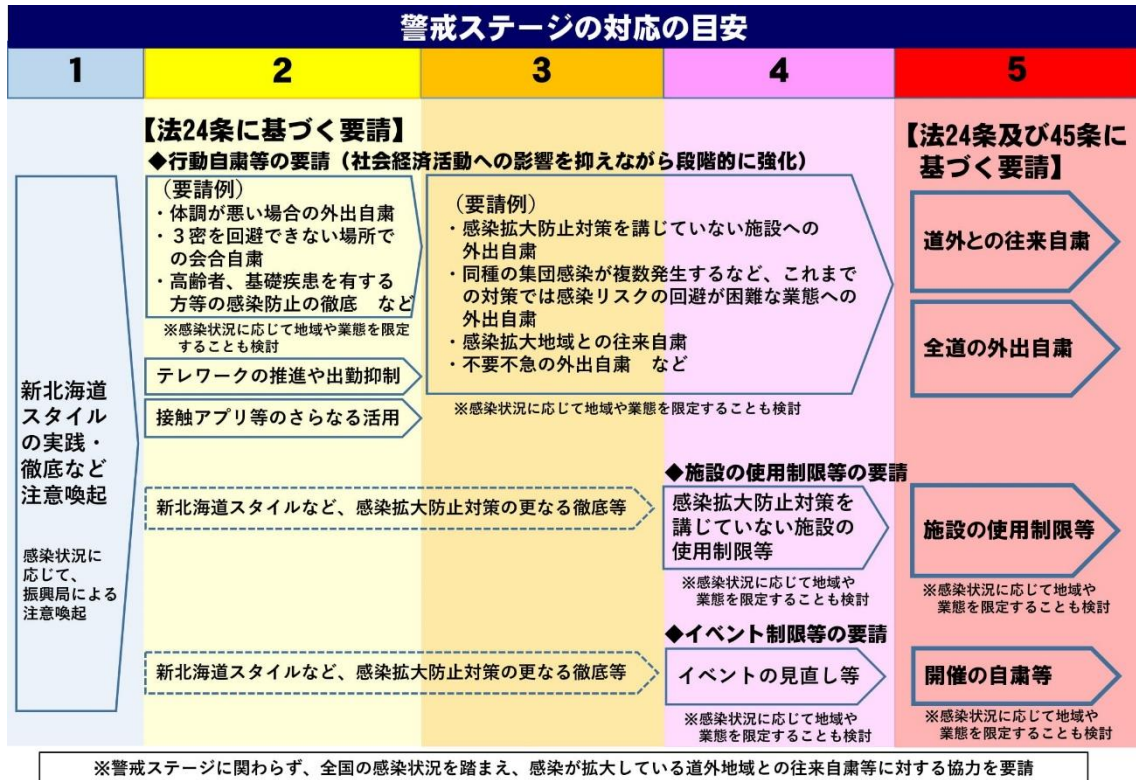 警戒ステージの対応の目安
1
2
3
4
5
【法24条に基づく要請】
◆行動自粛等の要請（社会経済活動への影響を抑えながら段階的に強化）
（要請例）
・体調が悪い場合の外出自粛
・３密を回避できない場所で
の会合自粛
・高齢者、基礎疾患を有する
方等の感染防止の徹底　など
※感染状況に応じて地域や業態を限定
することも検討
テレワークの推進や出勤抑制
接触アプリ等のさらなる活用
（要請例）
・感染拡大防止対策を講じていない施設への
外出自粛
・同種の集団感染が複数発生するなど、これまで
の対策では感染リスクの回避が困難な業態への
外出自粛
・感染拡大地域との往来自粛
・不要不急の外出自粛　など
※感染状況に応じて地域や業態を限定することも検討
【法24条及び45条に
基づく要請】
道外との往来自粛
全道の外出自粛
新北海道
スタイル
の実践・
徹底など
注意喚起
感染状況に
応じて、
振興局による
注意喚起
新北海道スタイルなど、感染拡大防止対策の更なる徹底等
◆施設の使用制限等の要請
感染拡大防止対策を
講じていない施設の
使用制限等
※感染状況に応じて地域や
業態を限定することも検討
施設の使用制限等
※感染状況に応じて地域や
業態を限定することも検討
新北海道スタイルなど、感染拡大防止対策の更なる徹底等
◆イベント制限等の要請
イベントの見直し等
※感染状況に応じて地域や
業態を限定することも検討
開催の自粛等
※感染状況に応じて地域や
業態を限定することも検討
※警戒ステージに関わらず、全国の感染状況を踏まえ、感染が拡大している道外地域との往来自粛等に対する協力を要請